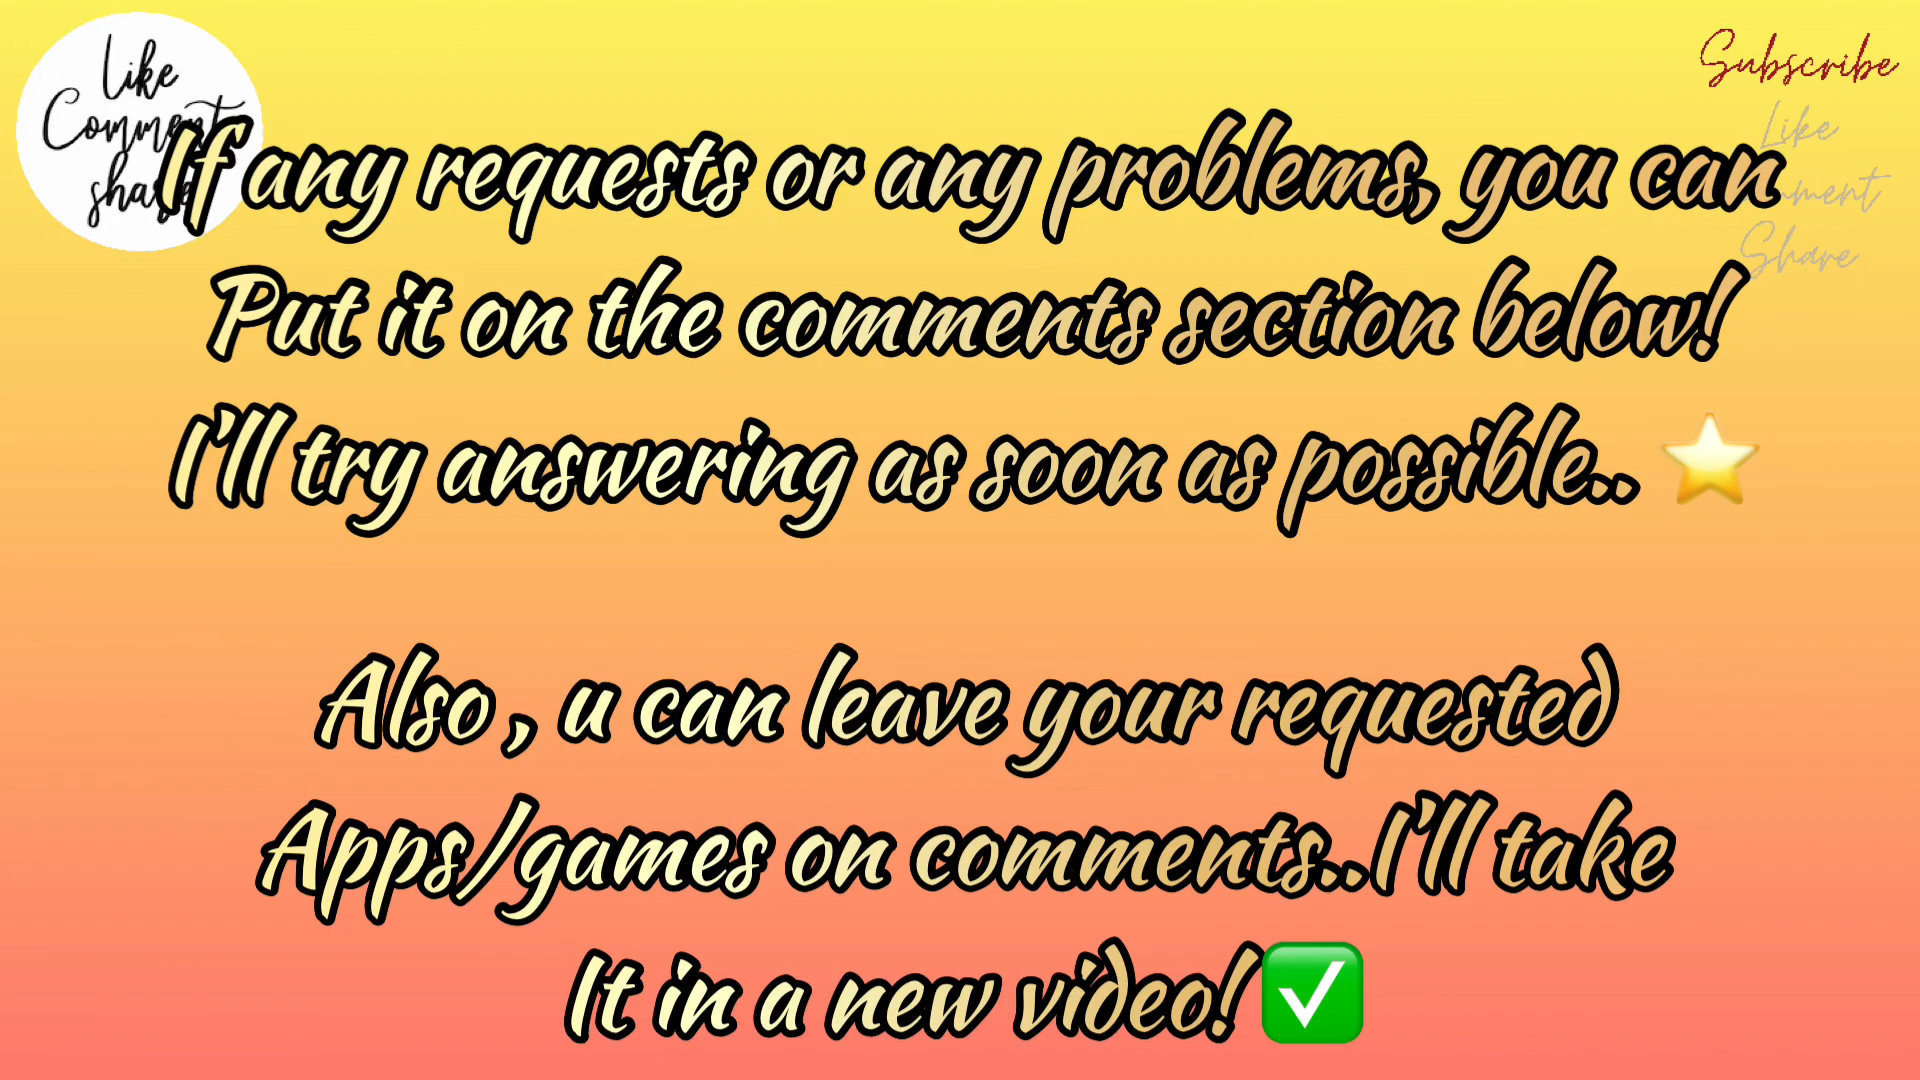 Like
Comment
share
Subscribe
Like
Share
If any requests or any problems, you can
Put it on the comments section below!
I'll try answering as soon as possible.. ⭐
Also , u can leave your requested
Apps/games on comments..I'll take
It in a new video! ✅